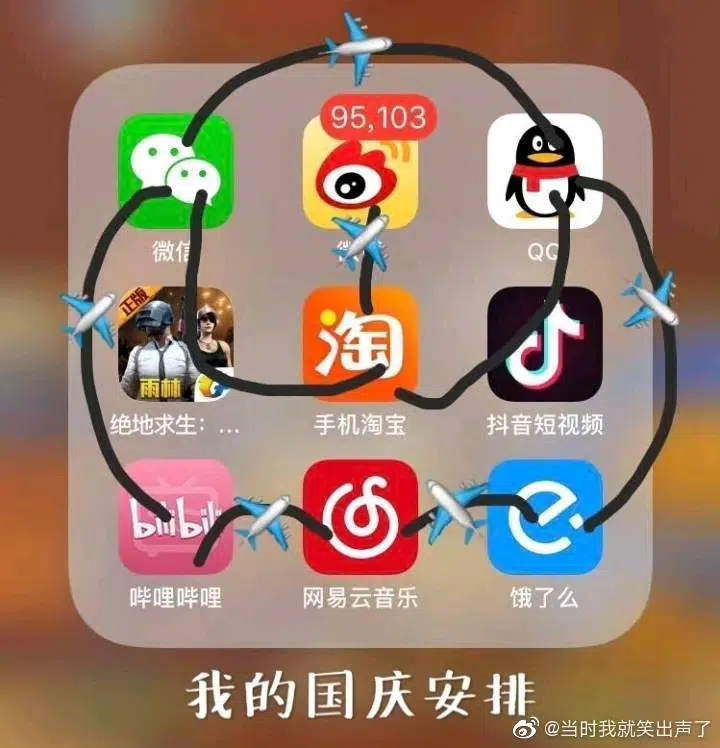 95,103
微信
QQ
正版
雨林
淘
绝地求生：...
手机淘宝
抖音短视频
bilibili
哔哩哔哩
网易云音乐
饿了么
我的国庆安排
@当时我就笑出声了